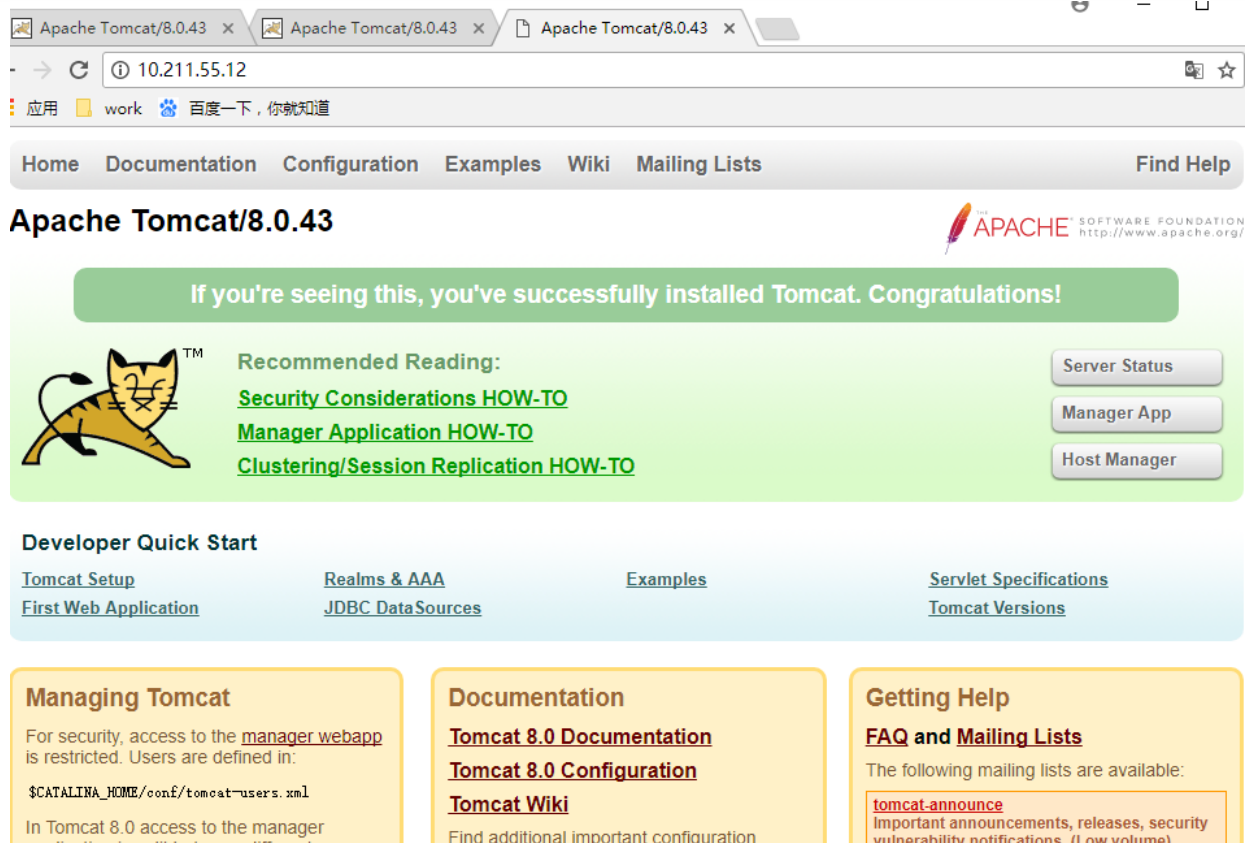 Apache Tomcat/8.0.43
Apache Tomcat/8.0.43
Apache Tomcat/8.0.43
10.211.55.12
应用 work 百度一下，你就知道
Home Documentation Configuration Examples Wiki Mailing Lists Find Help
Apache Tomcat/8.0.43
THE
APACHE SOFTWARE FOUNDATION
http://www.apache.org/
If you're seeing this, you've successfully installed Tomcat. Congratulations!
TM
Recommended Reading:
Security Considerations HOW-TO
Manager Application HOW-TO
Clustering/Session Replication HOW-TO
Server Status
Manager App
Host Manager
Developer Quick Start
Tomcat Setup
First Web Application
Realms & AAA
JDBC DataSources
Examples
Servlet Specifications
Tomcat Versions
Managing Tomcat
For security, access to the manager webapp
is restricted. Users are defined in:
$CATALINA_HOME/conf/tomcat-users.xml
In Tomcat 8.0 access to the manager
Documentation
Tomcat 8.0 Documentation
Tomcat 8.0 Configuration
Tomcat Wiki
Find additional important configuration
Getting Help
FAQ and Mailing Lists
The following mailing lists are available:
tomcat-announce
Important announcements, releases, security
vulnerability notifications. (Low volume).